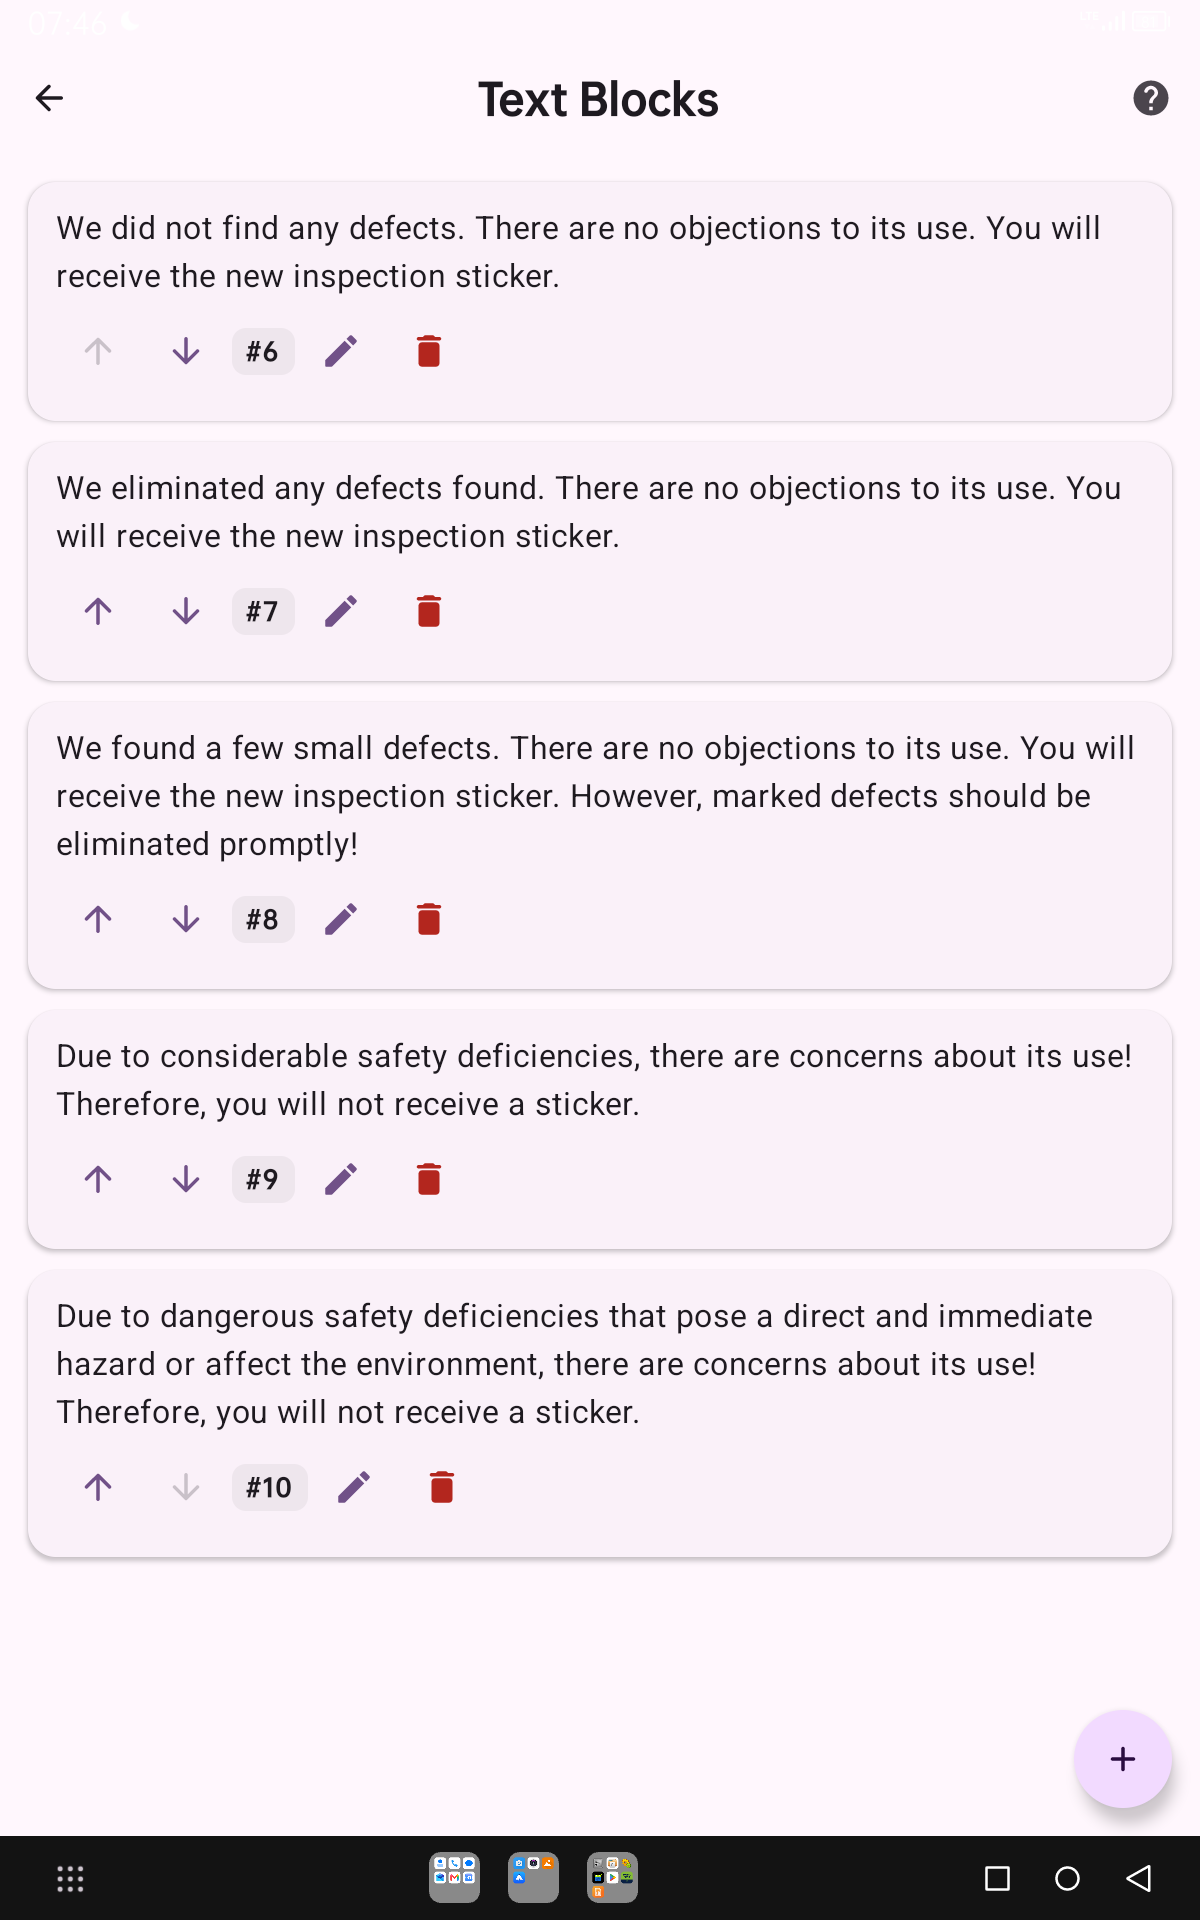 07:46
Text Blocks
We did not find any defects. There are no objections to its use. You will
receive the new inspection sticker.
#6
We eliminated any defects found. There are no objections to its use. You
will receive the new inspection sticker.
#7
We found a few small defects. There are no objections to its use. You will
receive the new inspection sticker. However, marked defects should be
eliminated promptly!
#8
Due to considerable safety deficiencies, there are concerns about its use!
Therefore, you will not receive a sticker.
#9
Due to dangerous safety deficiencies that pose a direct and immediate
hazard or affect the environment, there are concerns about its use!
Therefore, you will not receive a sticker.
#10